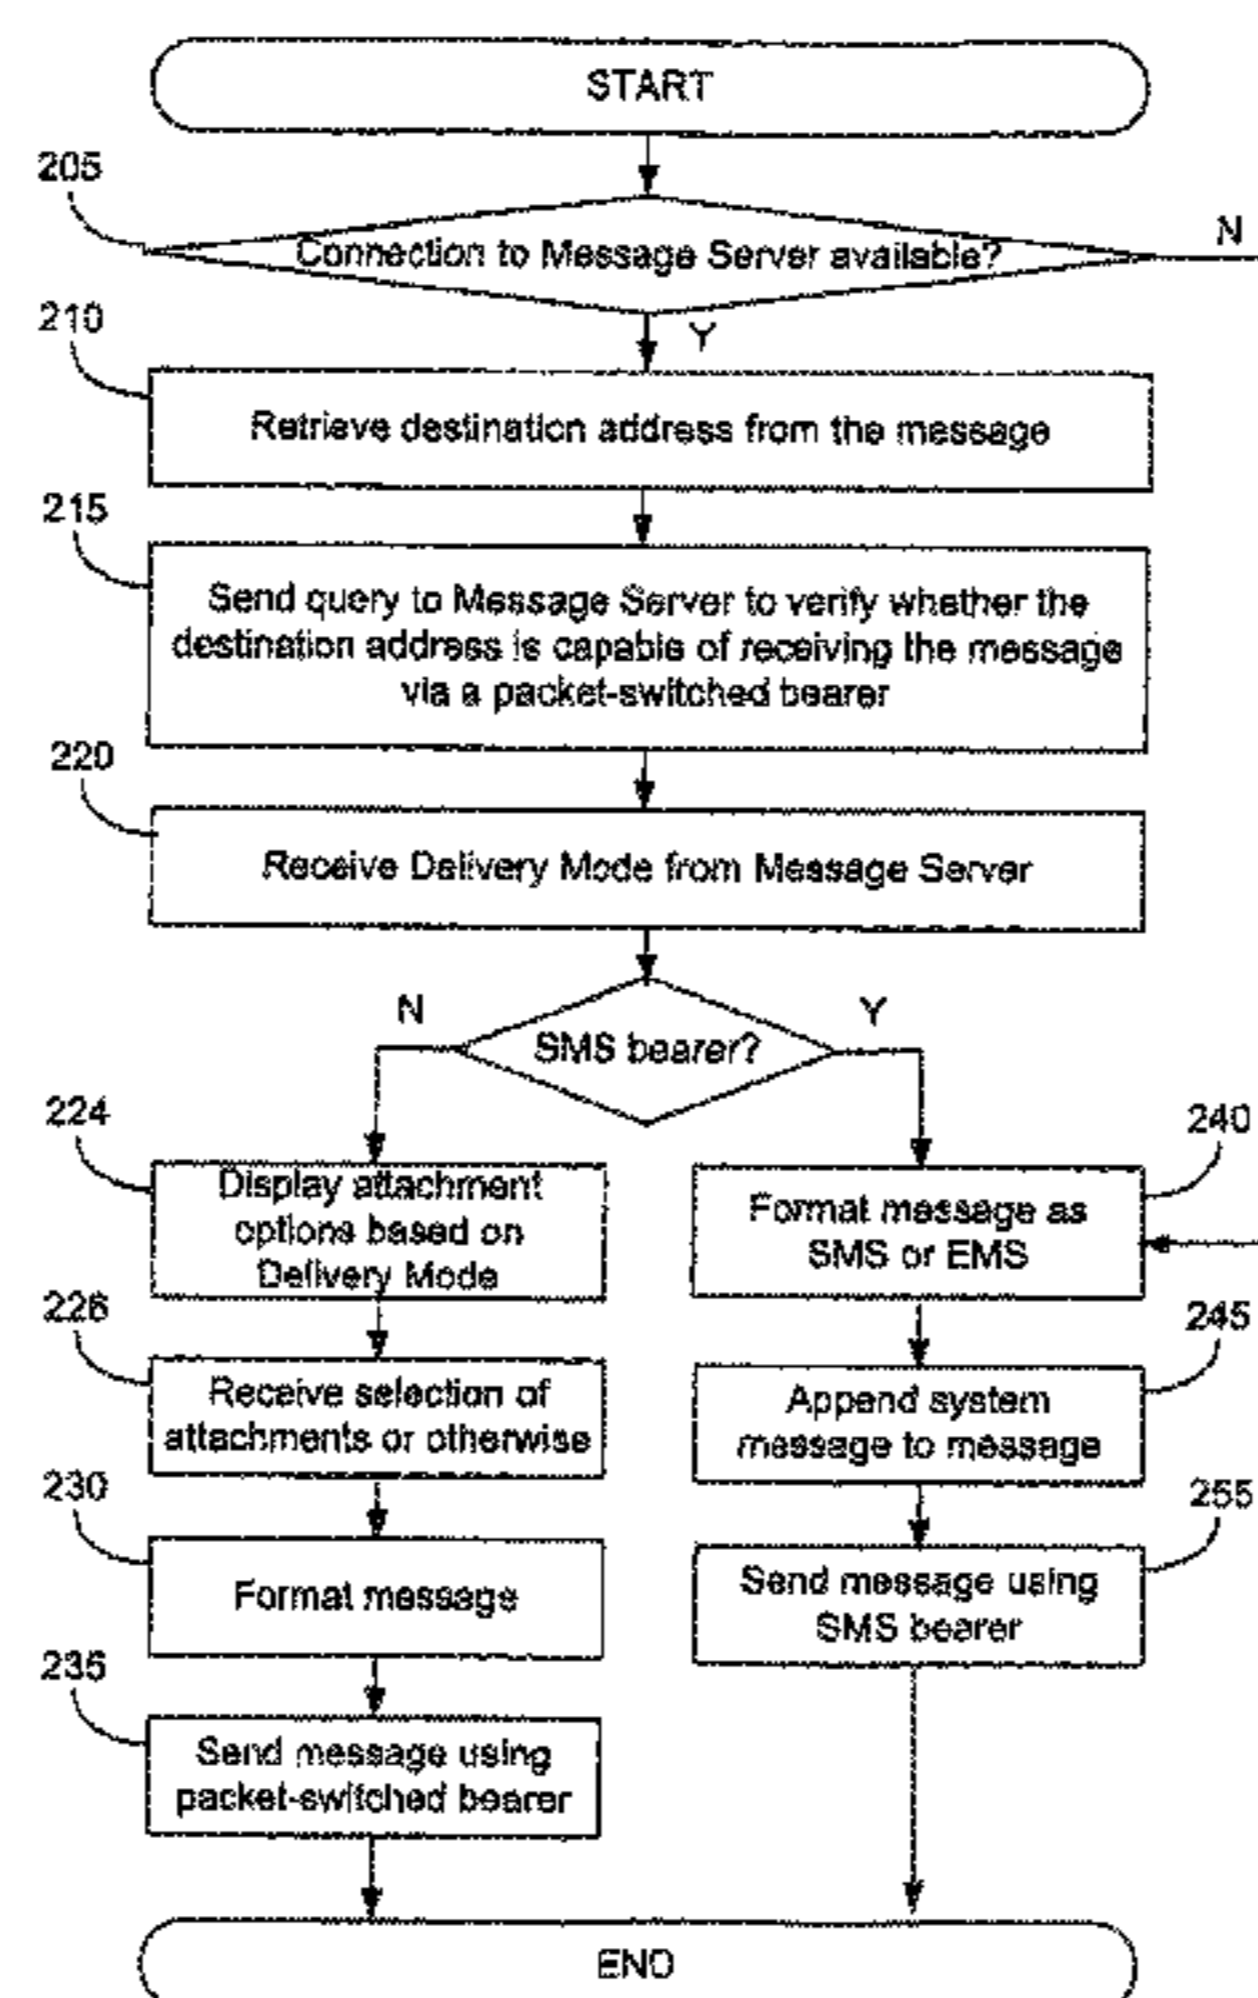 START
205
Connection to Message Server available?
N
210
Y
Retrieve destination address from the message
215
Send query to Message Server to verify whether the
destination address is capable of receiving the message
via a packet-switched bearer
220
Receive Delivery Mode from Message Server
N
Y
SMS bearer?
224
Display attachment
options based on
Delivery Mode
240
Format message as
SMS or EMS
226
Receive selection of
attachments or otherwise
245
Append system
message to message
230
Format message
255
Send message using
SMS bearer
235
Send message using
packet-switched bearer
END